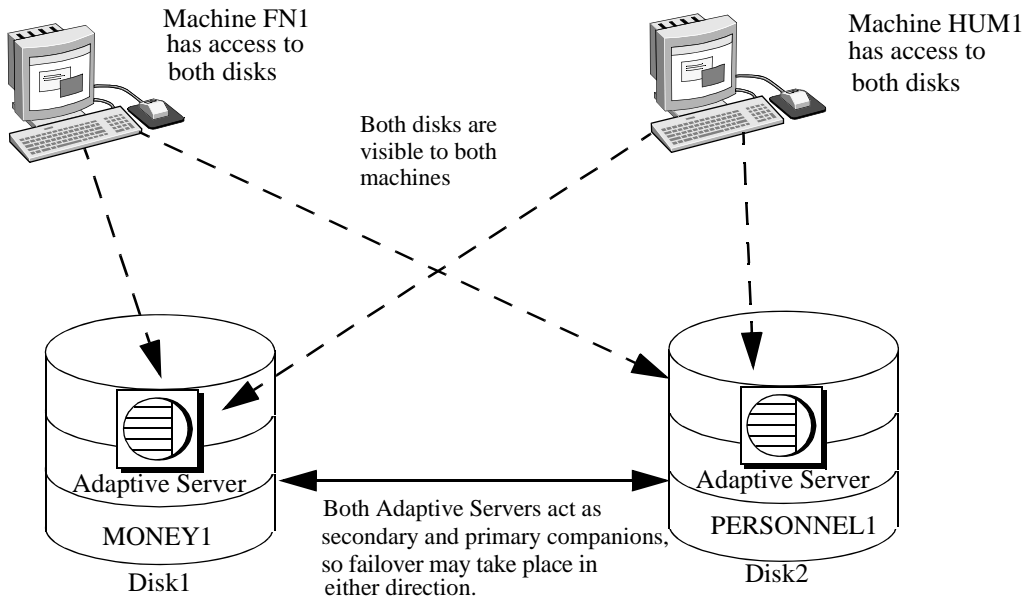 Machine FN1
has access to
both disks
Machine HUM1
has access to
both disks
Both disks are
visible to both
machines
Adaptive Server
MONEY1
Disk1
Adaptive Server
PERSONNEL1
Disk2
Both Adaptive Servers act as
secondary and primary companions,
so failover may take place in
either direction.